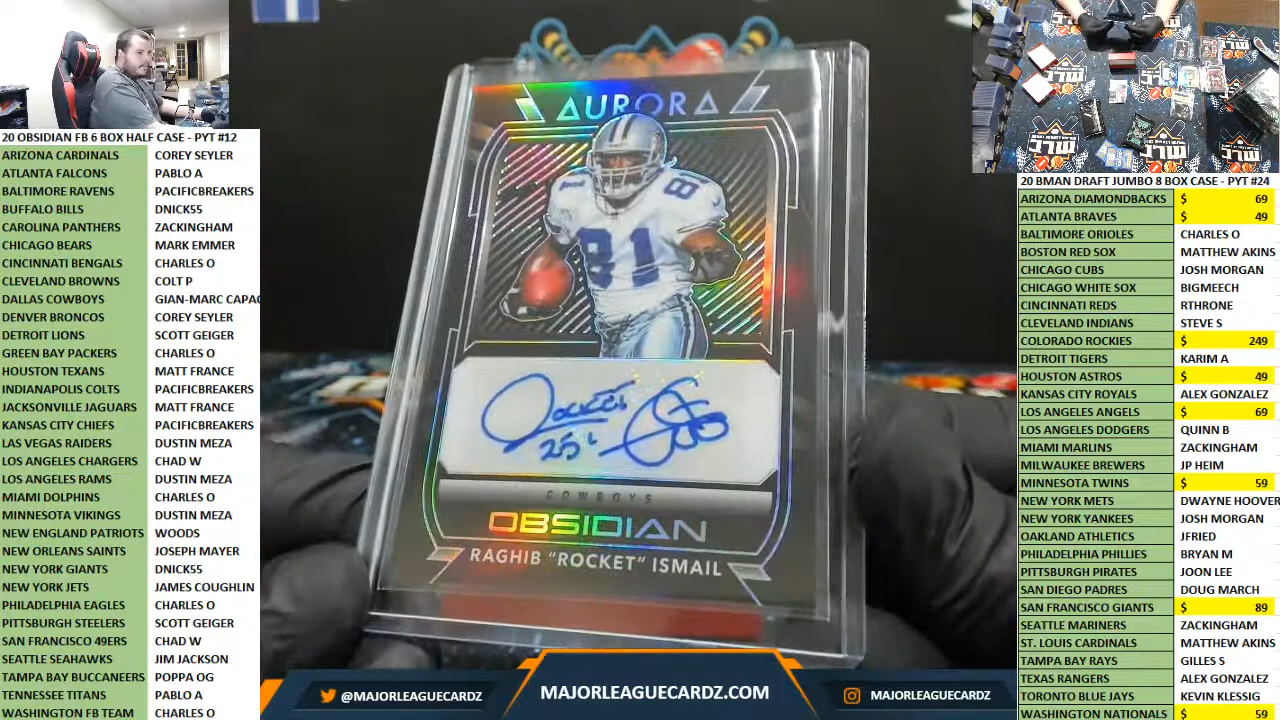 20 OBSIDIAN FB 6 BOX HALF CASE - PYT #12
ARIZONA CARDINALS COREY SEYLER
ATLANTA FALCONS PABLO A
BALTIMORE RAVENS PACIFICBREAKERS
BUFFALO BILLS DNICK55
CAROLINA PANTHERS ZACKINGHAM
CHICAGO BEARS MARK EMMER
CINCINNATI BENGALS CHARLES O
CLEVELAND BROWNS COLT P
DALLAS COWBOYS GIAN-MARC CAPAC
DENVER BRONCOS COREY SEYLER
DETROIT LIONS SCOTT GEIGER
GREEN BAY PACKERS CHARLES O
HOUSTON TEXANS MATT FRANCE
INDIANAPOLIS COLTS PACIFICBREAKERS
JACKSONVILLE JAGUARS MATT FRANCE
KANSAS CITY CHIEFS PACIFICBREAKERS
LAS VEGAS RAIDERS DUSTIN MEZA
LOS ANGELES CHARGERS CHAD W
LOS ANGELES RAMS DUSTIN MEZA
MIAMI DOLPHINS CHARLES O
MINNESOTA VIKINGS DUSTIN MEZA
NEW ENGLAND PATRIOTS WOODS
NEW ORLEANS SAINTS JOSEPH MAYER
NEW YORK GIANTS DNICK55
NEW YORK JETS JAMES COUGHLIN
PHILADELPHIA EAGLES CHARLES O
PITTSBURGH STEELERS SCOTT GEIGER
SAN FRANCISCO 49ERS CHAD W
SEATTLE SEAHAWKS JIM JACKSON
TAMPA BAY BUCCANEERS POPPA OG
TENNESSEE TITANS PABLO A
WASHINGTON FB TEAM CHARLES O
AURORA
81
81
COWBOYS
OBSIDIAN
RAGHIB "ROCKET" ISMAIL
@MAJORLEAGUECARDZ
MAJORLEAGUECARDZ.COM
MAJORLEAGUECARDZ
20 BMAN DRAFT JUMBO 8 BOX CASE - PYT #24
ARIZONA DIAMONDBACKS $ 69
ATLANTA BRAVES $ 49
BALTIMORE ORIOLES CHARLES O
BOSTON RED SOX MATTHEW AKINS
CHICAGO CUBS JOSH MORGAN
CHICAGO WHITE SOX BIGMEECH
CINCINNATI REDS RTHRONE
CLEVELAND INDIANS STEVE S
COLORADO ROCKIES $ 249
DETROIT TIGERS KARIM A
HOUSTON ASTROS $ 49
KANSAS CITY ROYALS ALEX GONZALEZ
LOS ANGELES ANGELS $ 69
LOS ANGELES DODGERS QUINN B
MIAMI MARLINS ZACKINGHAM
MILWAUKEE BREWERS JP HEIM
MINNESOTA TWINS $ 59
NEW YORK METS DWAYNE HOOVER
NEW YORK YANKEES JOSH MORGAN
OAKLAND ATHLETICS JFRIED
PHILADELPHIA PHILLIES BRYAN M
PITTSBURGH PIRATES JOON LEE
SAN DIEGO PADRES DOUG MARCH
SAN FRANCISCO GIANTS $ 89
SEATTLE MARINERS ZACKINGHAM
ST. LOUIS CARDINALS MATTHEW AKINS
TAMPA BAY RAYS GILLES S
TEXAS RANGERS ALEX GONZALEZ
TORONTO BLUE JAYS KEVIN KLESSIG
WASHINGTON NATIONALS $ 59